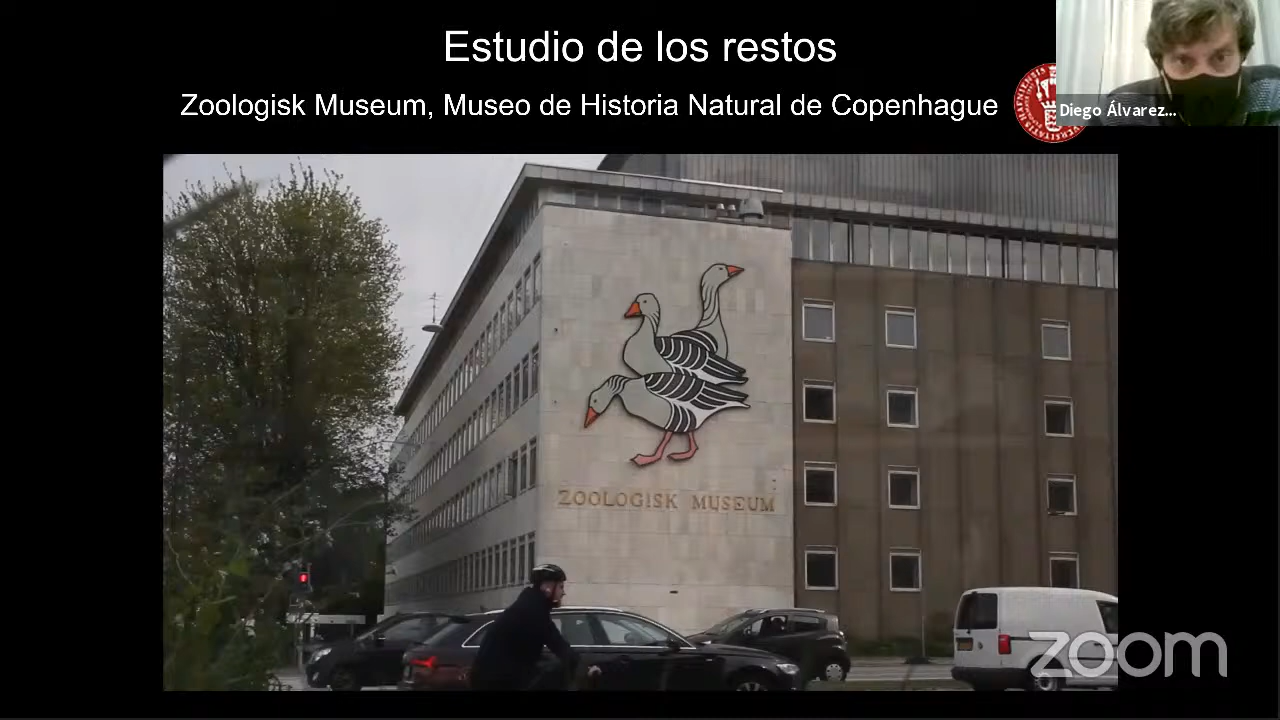 Estudio de los restos
Zoologisk Museum, Museo de Historia Natural de Copenhague
Diego Álvarez...
ZOOLOGISK MUSEUM
zoom